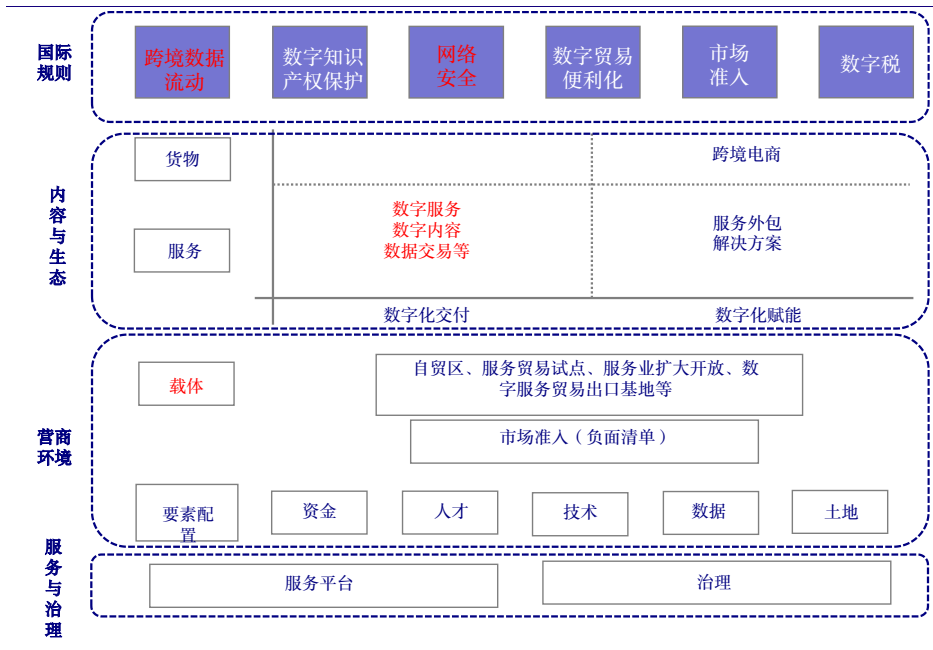 国际
规则
跨境数据
流动
数字知识
产权保护
网络
安全
数字贸易
便利化
市场
准入
数字税
内
容
与
生
态
货物
跨境电商
服务
数字服务
数字内容
数据交易等
服务外包
解决方案
数字化交付
数字化赋能
营商
环境
载体
自贸区、服务贸易试点、服务业扩大开放、数
字服务贸易出口基地等
市场准入（负面清单）
要素配
置
资金
人才
技术
数据
土地
服
务
与
治
理
服务平台
治理